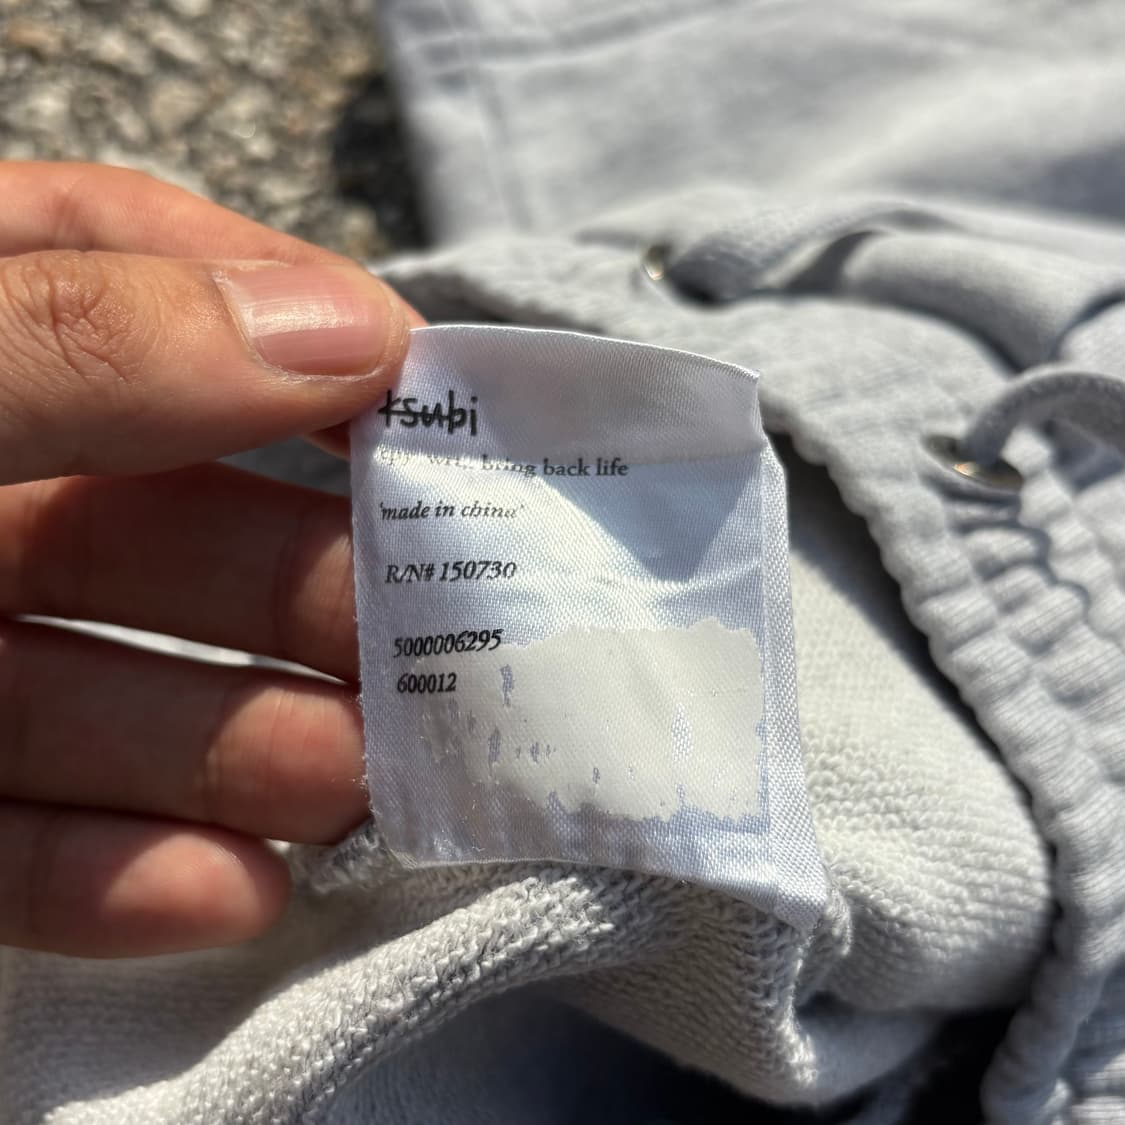 ksubi
bring back life
'made in china'
R/N# 150730
5000006295
600012